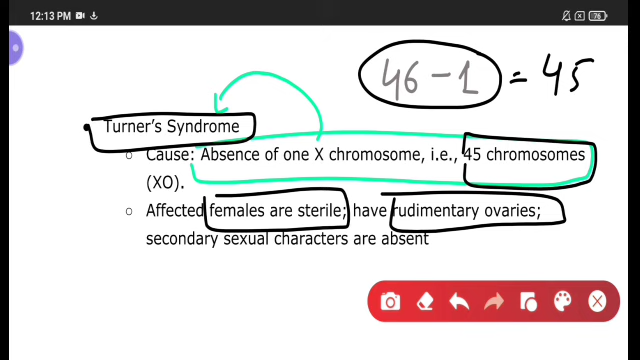 12:13 PM
76
46 - 1 = 45
• Turner's Syndrome
○ Cause: Absence of one X chromosome, i.e., 45 chromosomes
(XO).
○ Affected females are sterile; have rudimentary ovaries;
secondary sexual characters are absent